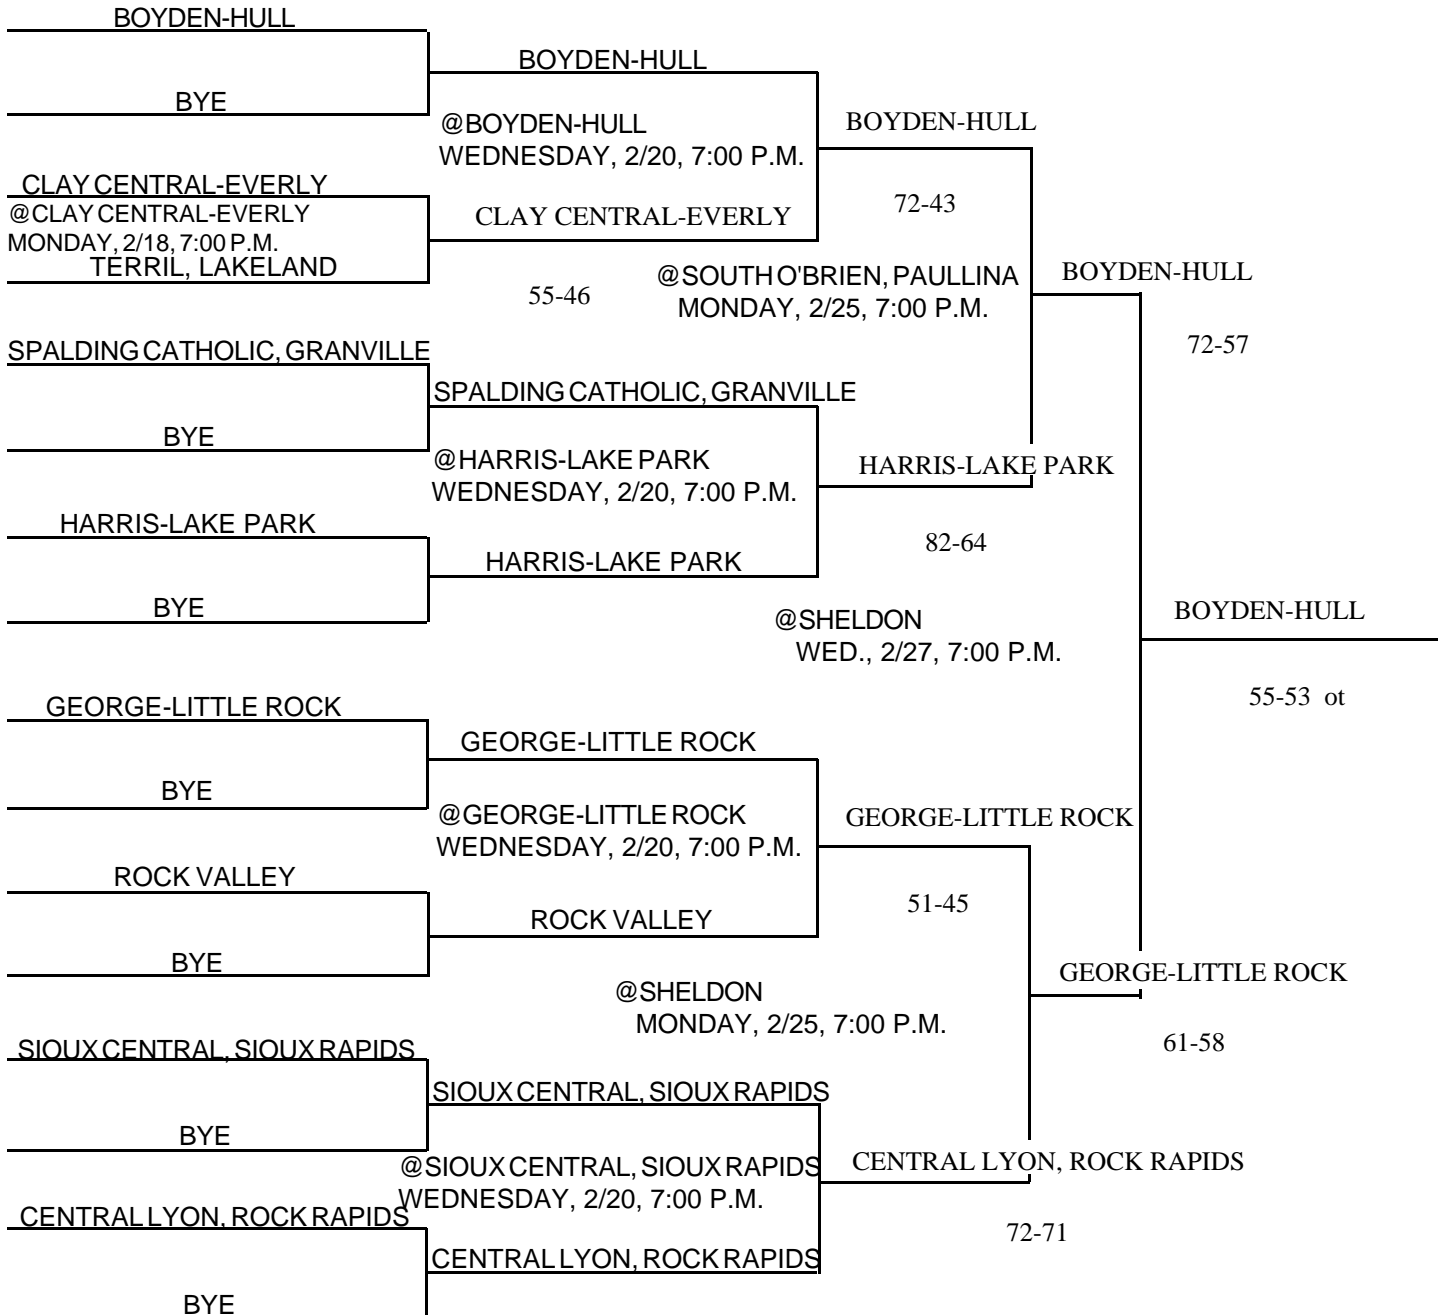 BOYDEN-HULL
BOYDEN-HULL
BYE
@BOYDEN-HULL
WEDNESDAY, 2/20, 7:00 P.M.
BOYDEN-HULL
CLAY CENTRAL-EVERLY
@CLAY CENTRAL-EVERLY
MONDAY, 2/18, 7:00 P.M.
TERRIL, LAKELAND
CLAY CENTRAL-EVERLY
72-43
55-46
@SOUTH O'BRIEN, PAULLINA
MONDAY, 2/25, 7:00 P.M.
BOYDEN-HULL
72-57
SPALDING CATHOLIC, GRANVILLE
SPALDING CATHOLIC, GRANVILLE
BYE
@HARRIS-LAKE PARK
WEDNESDAY, 2/20, 7:00 P.M.
HARRIS-LAKE PARK
HARRIS-LAKE PARK
82-64
HARRIS-LAKE PARK
BYE
@SHELDON
WED., 2/27, 7:00 P.M.
BOYDEN-HULL
55-53 ot
GEORGE-LITTLE ROCK
GEORGE-LITTLE ROCK
BYE
@GEORGE-LITTLE ROCK
WEDNESDAY, 2/20, 7:00 P.M.
GEORGE-LITTLE ROCK
ROCK VALLEY
51-45
ROCK VALLEY
BYE
@SHELDON
MONDAY, 2/25, 7:00 P.M.
GEORGE-LITTLE ROCK
61-58
SIOUX CENTRAL, SIOUX RAPIDS
SIOUX CENTRAL, SIOUX RAPIDS
BYE
@SIOUX CENTRAL, SIOUX RAPIDS
WEDNESDAY, 2/20, 7:00 P.M.
CENTRAL LYON, ROCK RAPIDS
CENTRAL LYON, ROCK RAPIDS
72-71
CENTRAL LYON, ROCK RAPIDS
BYE